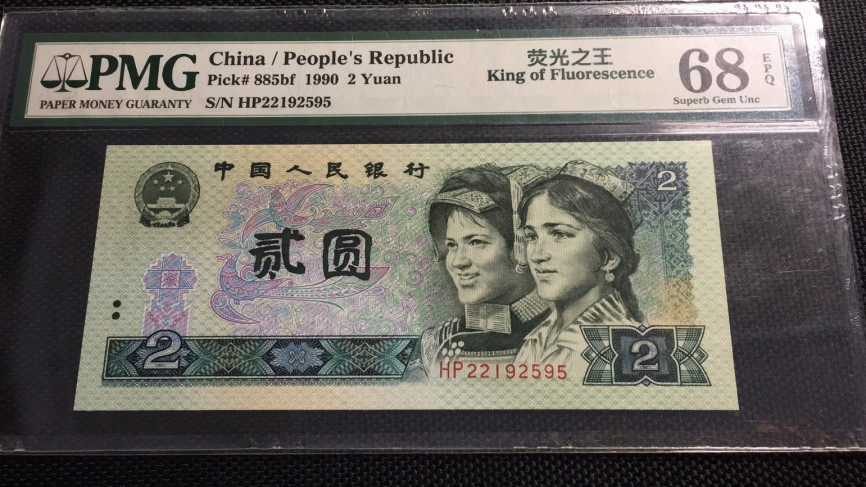 PMG
PAPER MONEY GUARANTY
China / People's Republic
Pick# 885bf 1990 2 Yuan
S/N HP22192595
荧光之王
King of Fluorescence
68
EPQ
Superb Gem Unc
中国人民银行
2
贰圆
2
HP22192595
2